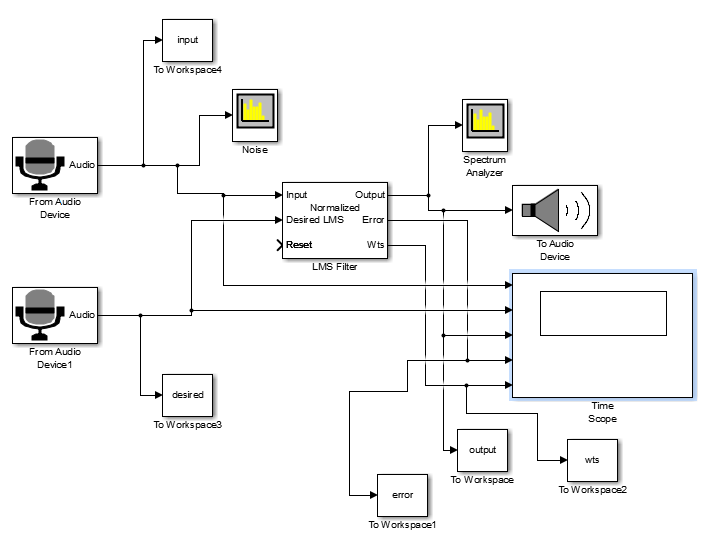 input
To Workspace4
Noise
Spectrum
Analyzer
Audio
From Audio
Device
Input
Output
Normalized
Desired LMS
Error
Reset
Wts
LMS Filter
To Audio
Device
Audio
From Audio
Device1
desired
To Workspace3
Time
Scope
output
To Workspace
wts
To Workspace2
error
To Workspace1